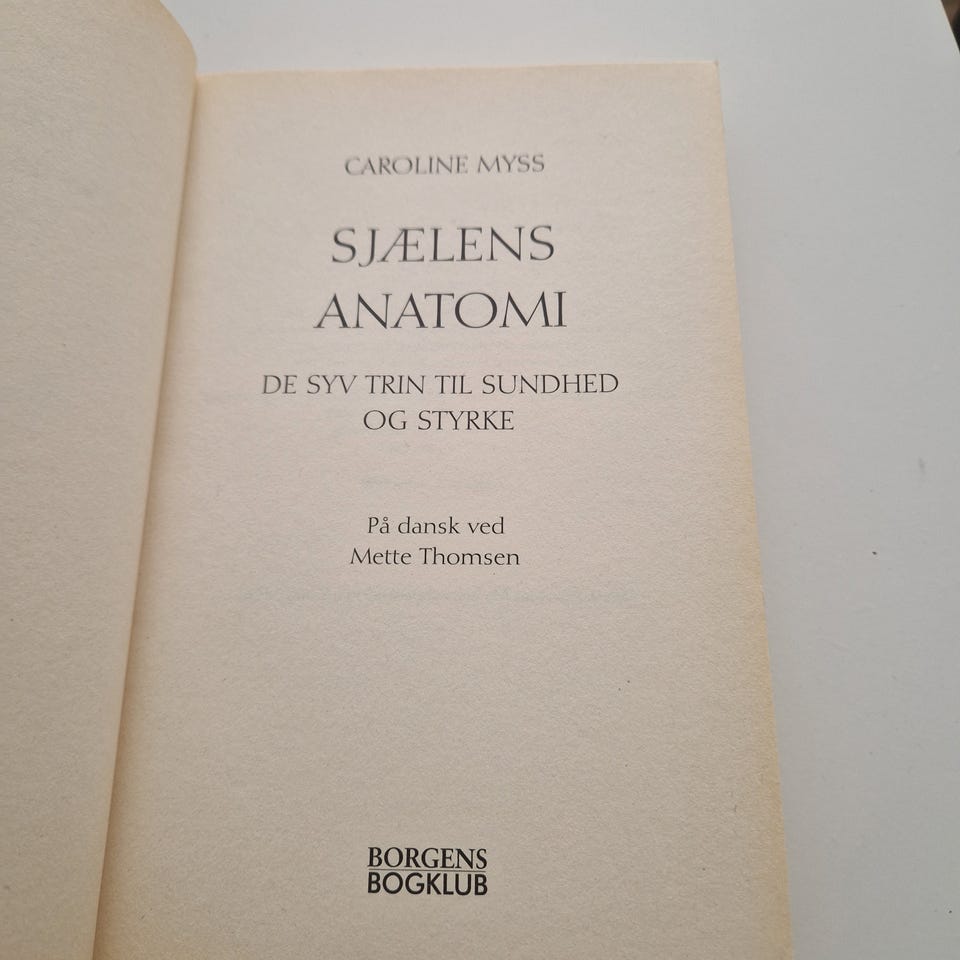 CAROLINE MYSS
SJÆLENS
ANATOMI
DE SYV TRIN TIL SUNDHED
OG STYRKE
På dansk ved
Mette Thomsen
BORGENS
BOGKLUB